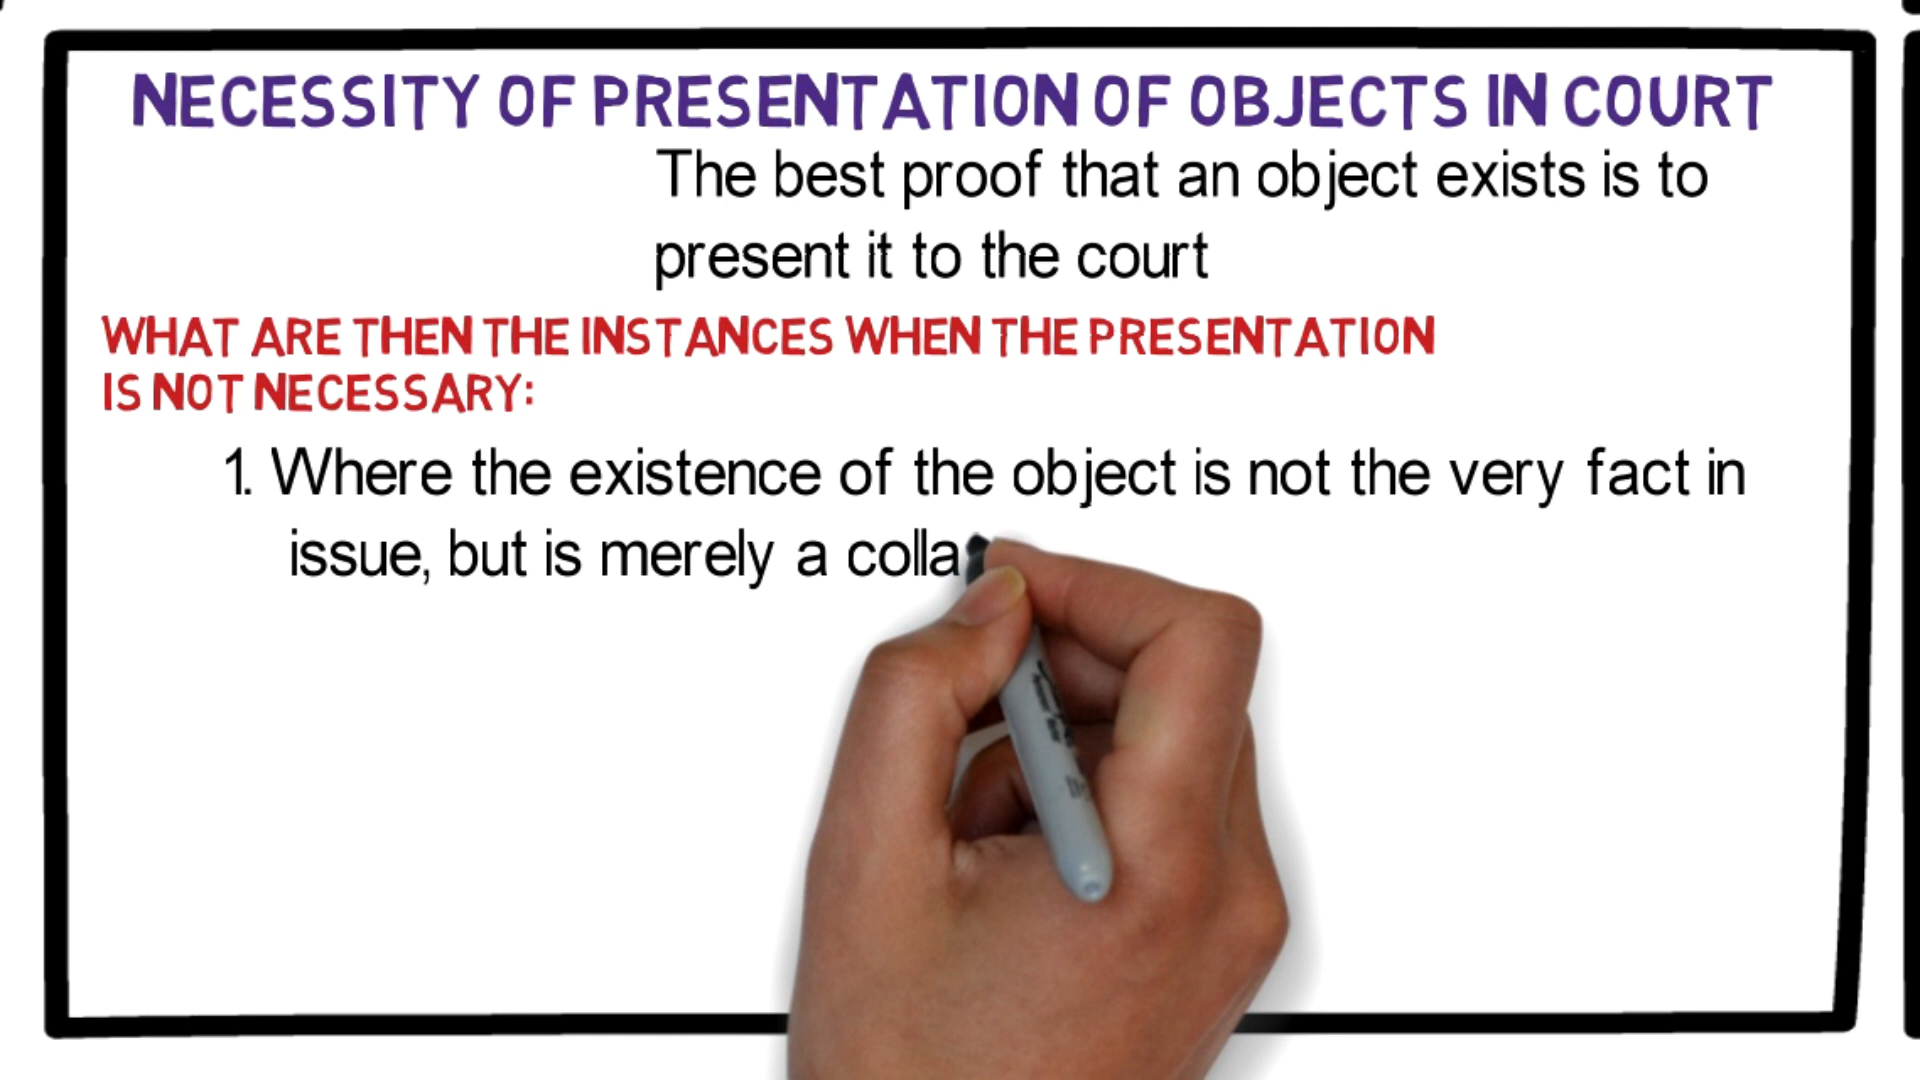 NECESSITY OF PRESENTATION OF OBJECTS IN COURT
The best proof that an object exists is to
present it to the court
WHAT ARE THEN THE INSTANCES WHEN THE PRESENTATION
IS NOT NECESSARY:
1. Where the existence of the object is not the very fact in
issue, but is merely a colla